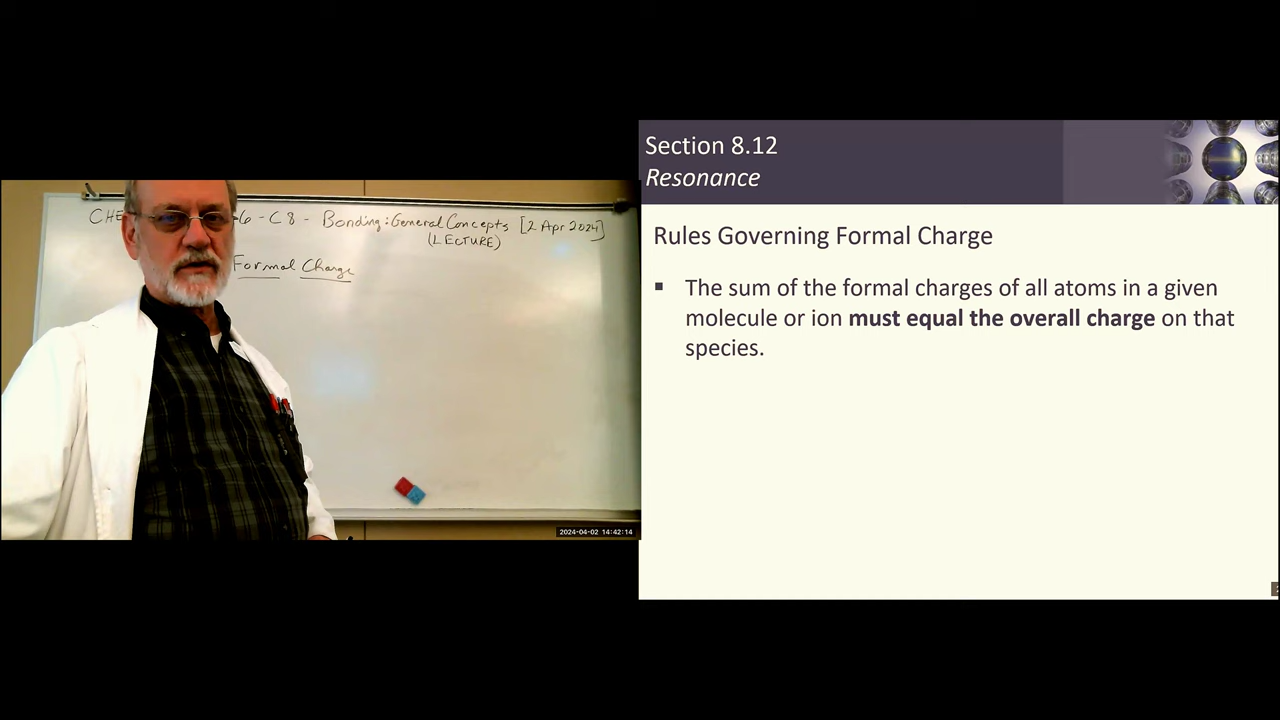 CHE
6 - C8 - Bonding: General Concepts [2 Apr 2024]
(LECTURE)
Formal Charge
2024-04-02 14:42:14
Section 8.12
Resonance
Rules Governing Formal Charge
▪ The sum of the formal charges of all atoms in a given
molecule or ion must equal the overall charge on that
species.